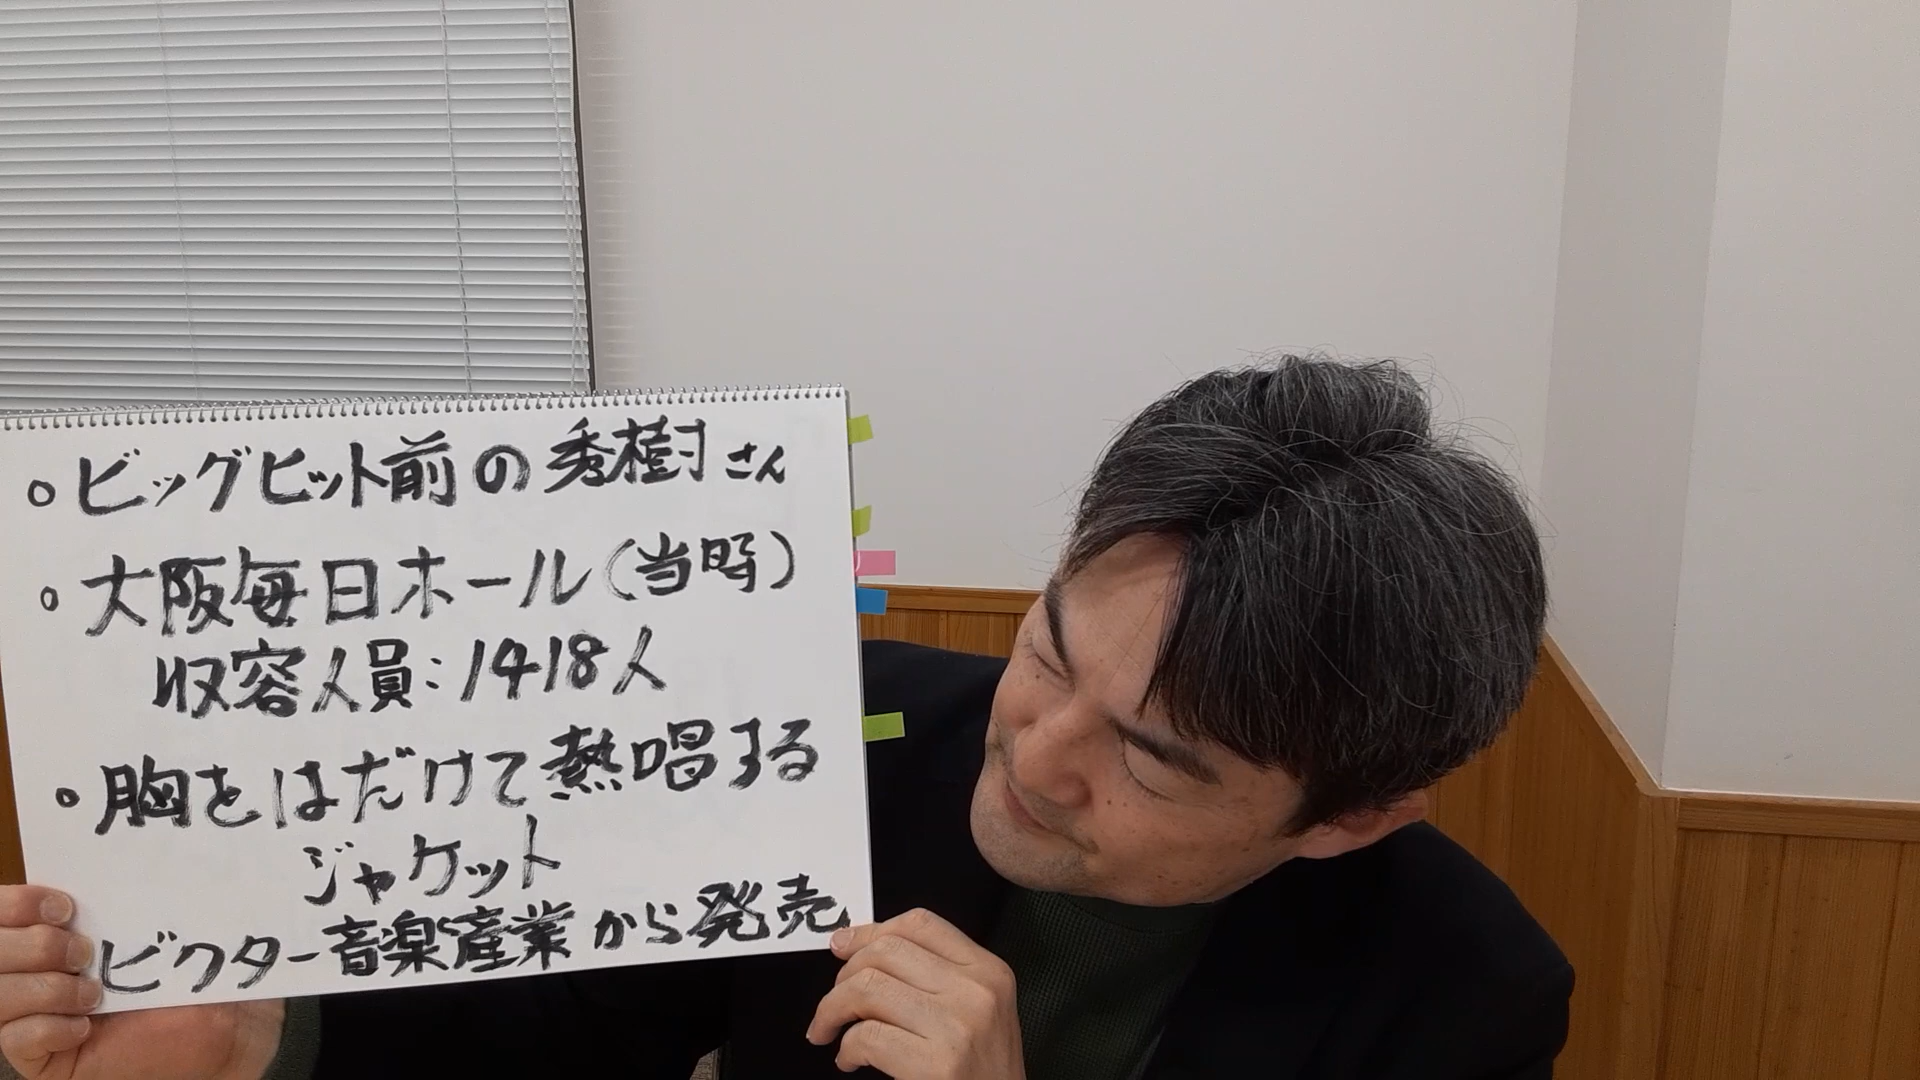 ○ビッグヒット前の秀樹さん
○大阪毎日ホール(当時)
収容人員:1418人
○胸をはだけて熱唱する
ジャケット
ビクター音楽産業から発売